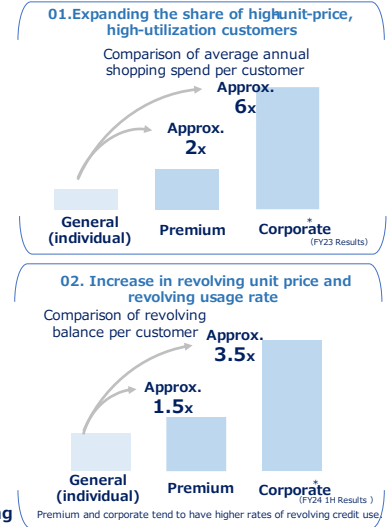 01.Expanding the share of high-unit-price,
high-utilization customers
Comparison of average annual
shopping spend per customer
Approx.
6x
Approx.
2x
General
(individual)
Premium
Corporate*
(FY23 Results)
02. Increase in revolving unit price and
revolving usage rate
Comparison of revolving
balance per customer
Approx.
3.5x
Approx.
1.5x
General
(individual)
Premium
Corporate*
(FY24 1H Results )
Premium and corporate tend to have higher rates of revolving credit use.